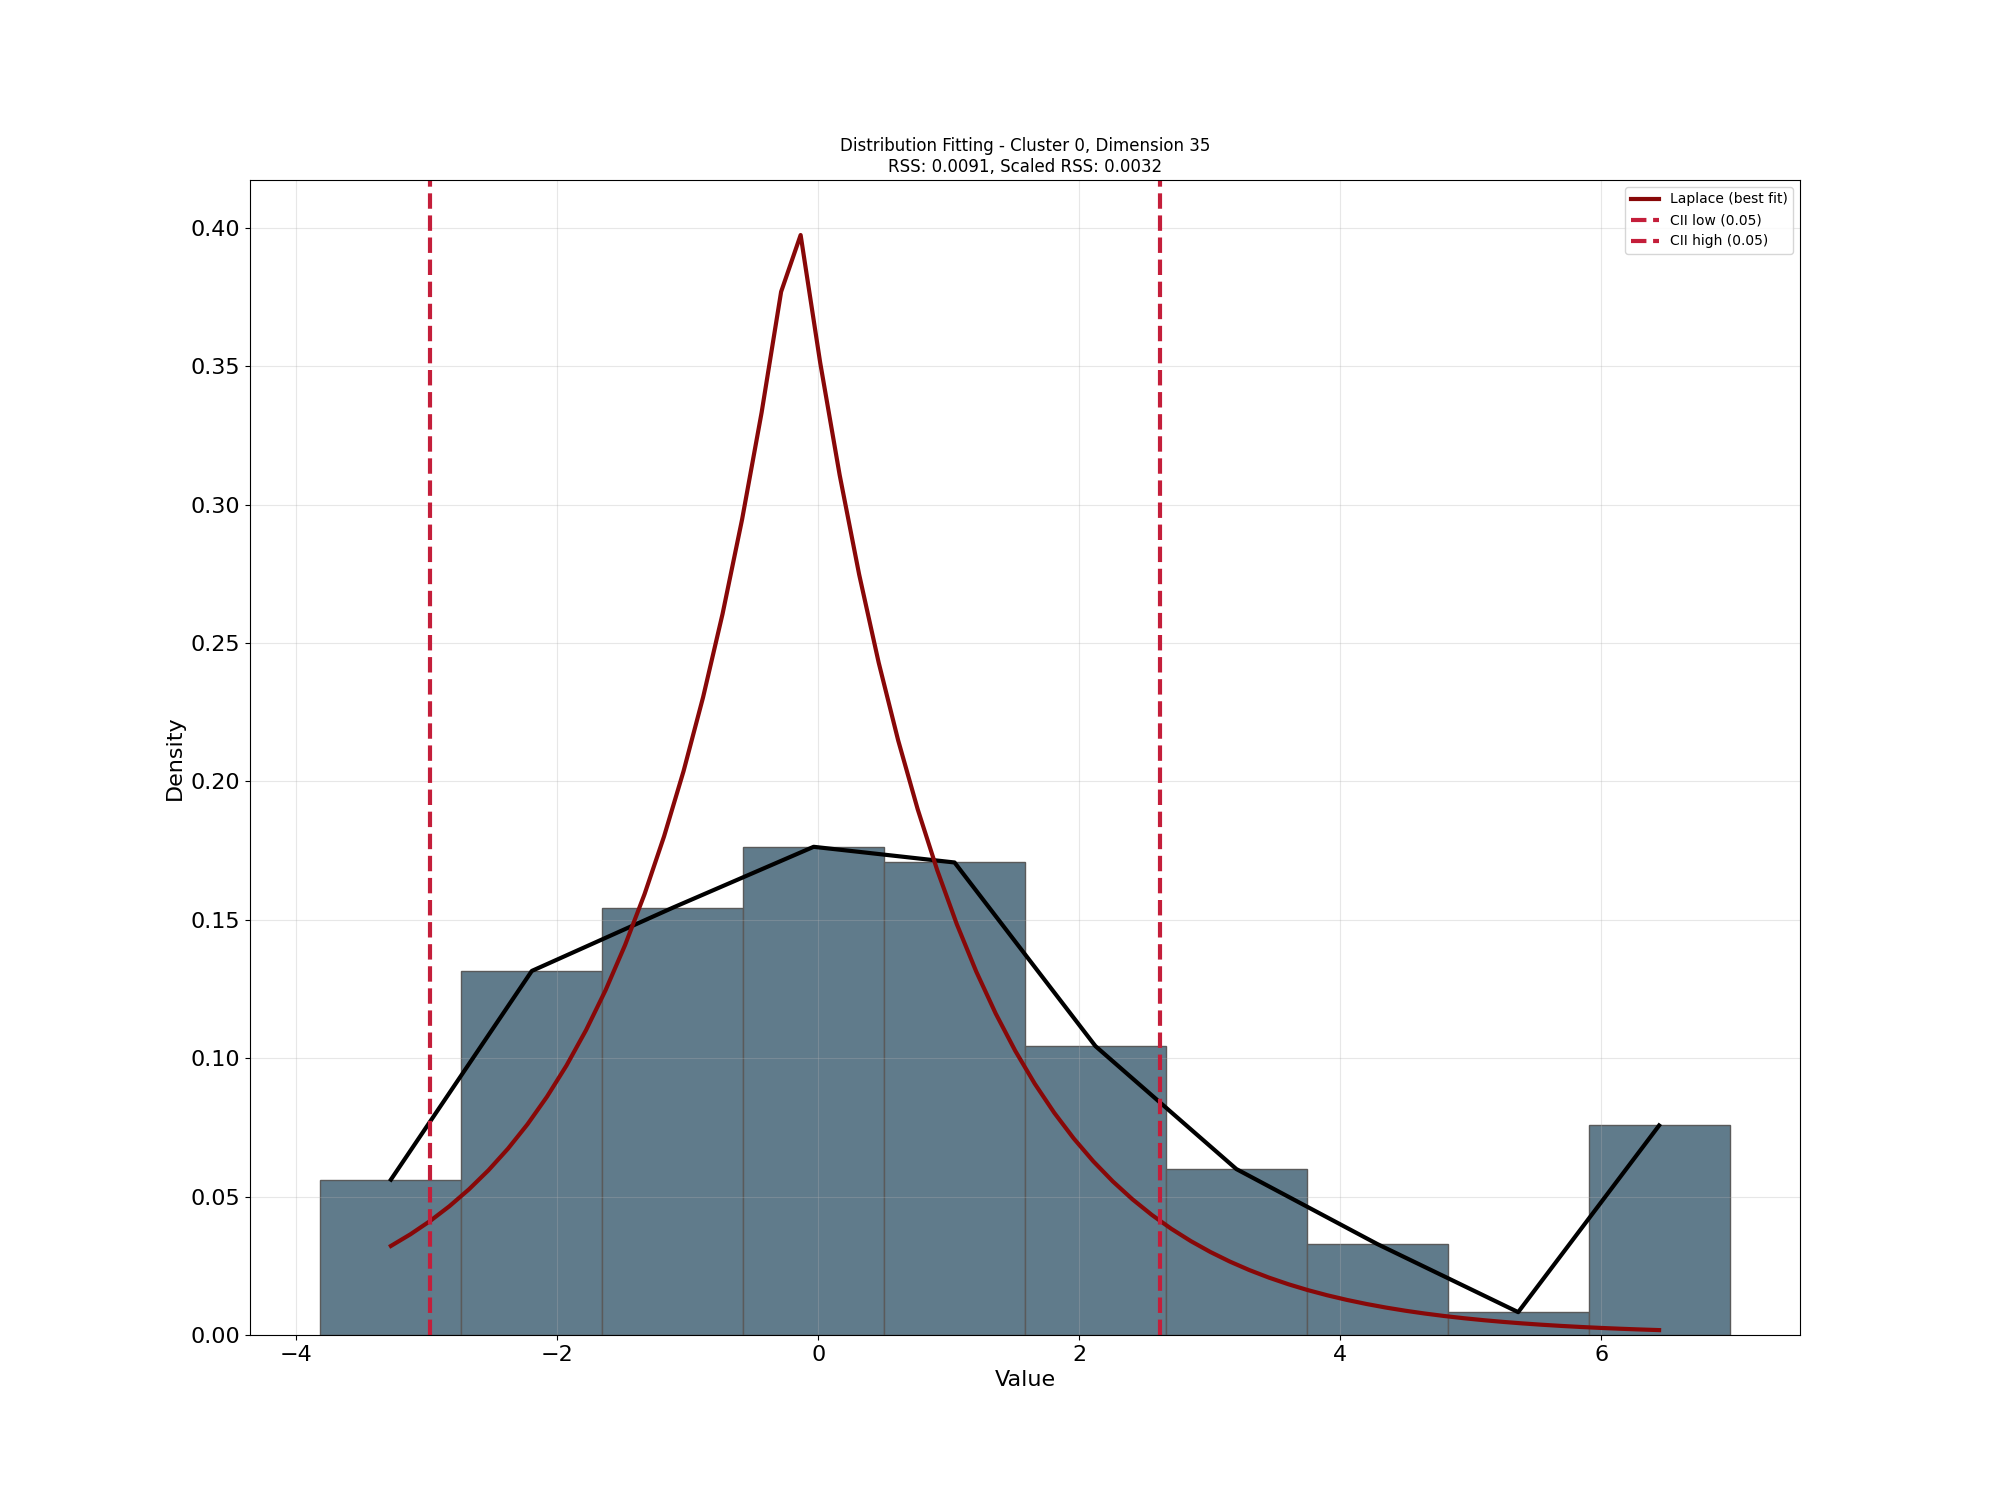 Distribution Fitting - Cluster 0, Dimension 35
RSS: 0.0091, Scaled RSS: 0.0032
Laplace (best fit)
CII low (0.05)
CII high (0.05)
0.40
0.35
0.30
0.25
0.20
0.15
0.10
0.05
0.00
Density
−4
−2
0
2
4
6
Value